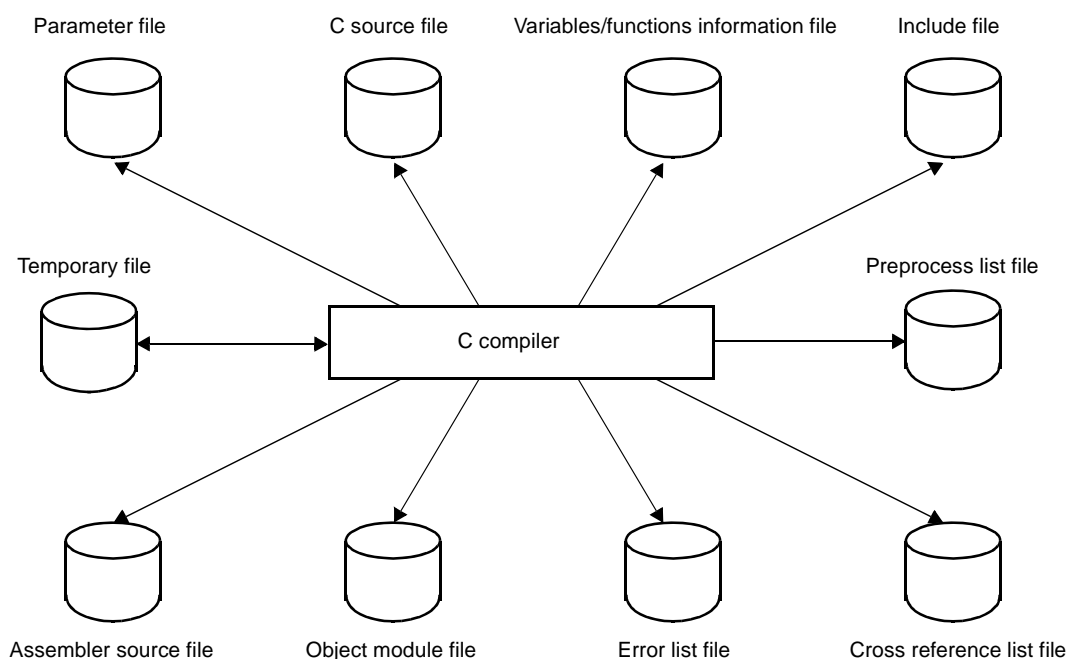 Parameter file
C source file
Variables/functions information file
Include file
Temporary file
Preprocess list file
C compiler
Assembler source file
Object module file
Error list file
Cross reference list file